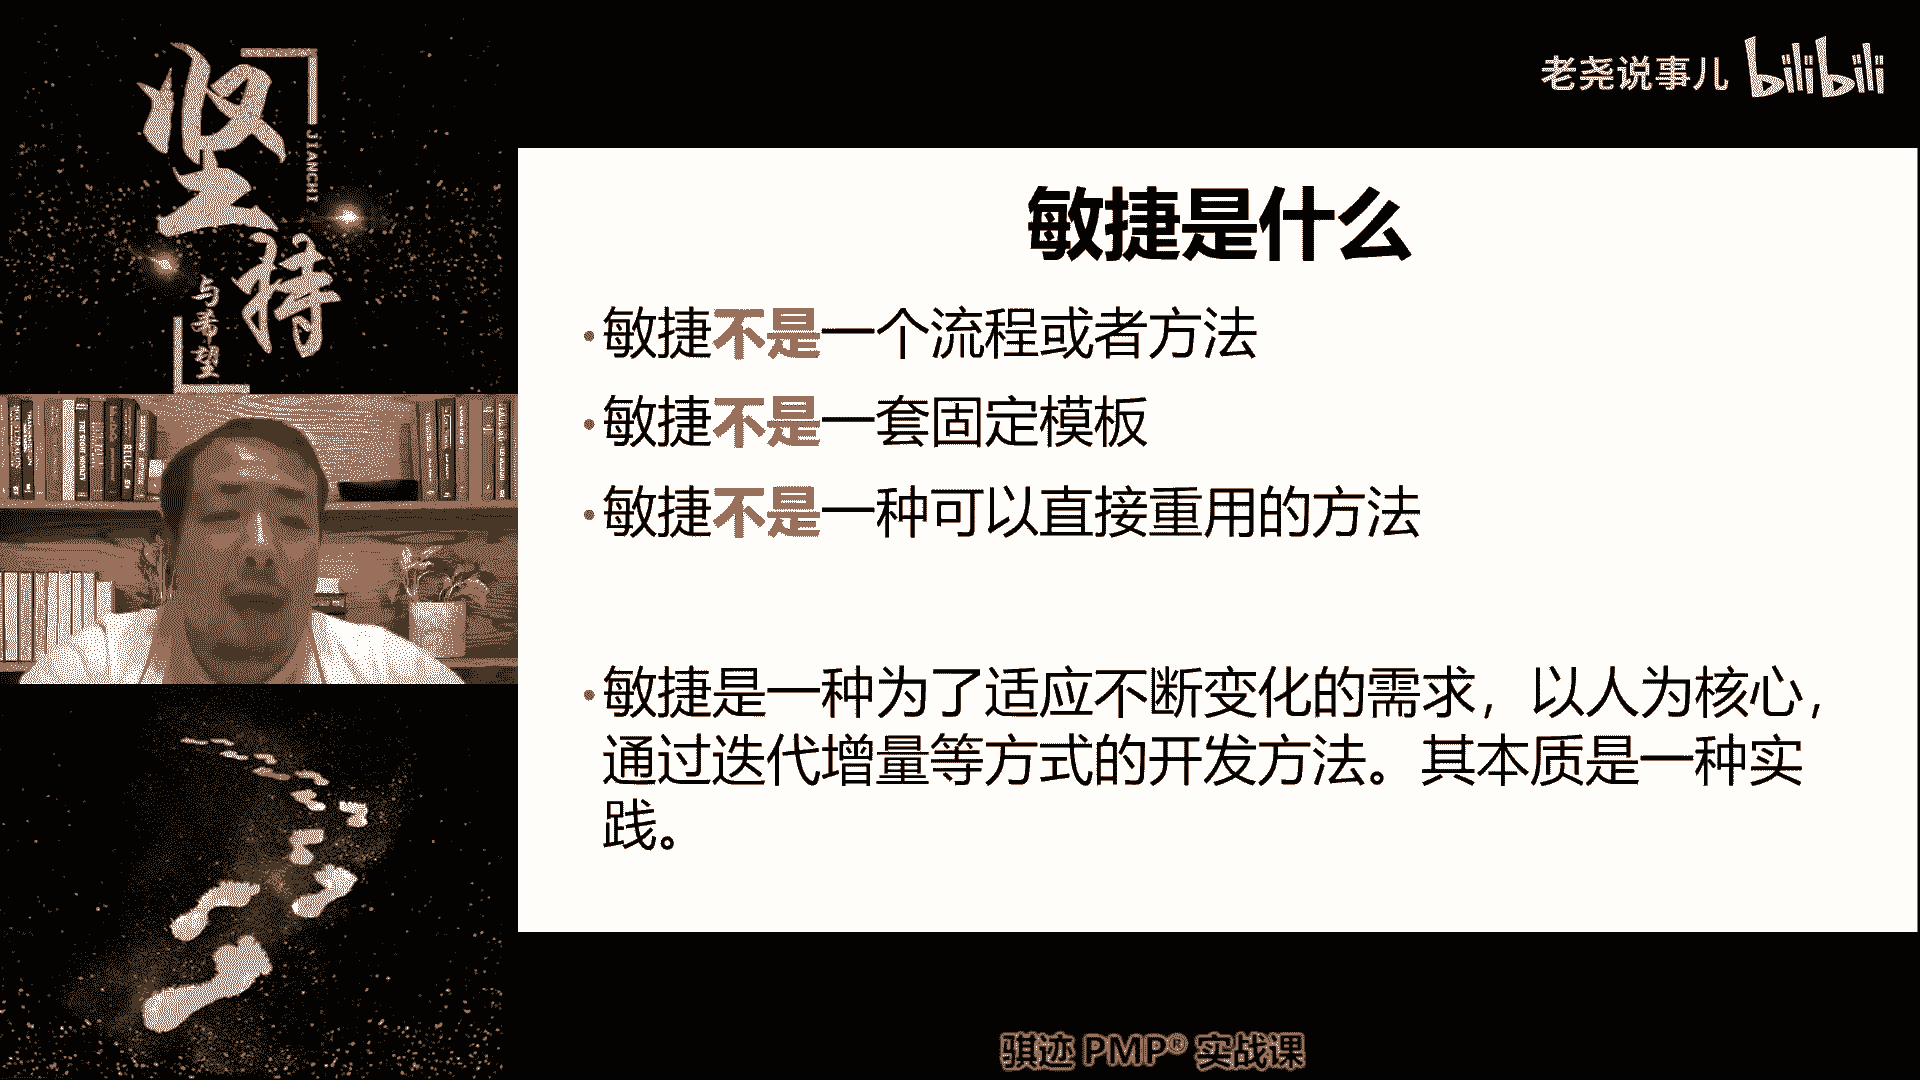 坚持
JIANCHI
与希望
老尧说事儿 bilibili
敏捷是什么
•敏捷不是一个流程或者方法
•敏捷不是一套固定模板
•敏捷不是一种可以直接重用的方法
•敏捷是一种为了适应不断变化的需求，以人为核心，
通过迭代增量等方式的开发方法。其本质是一种实
践。
骐迹 PMP® 实战课